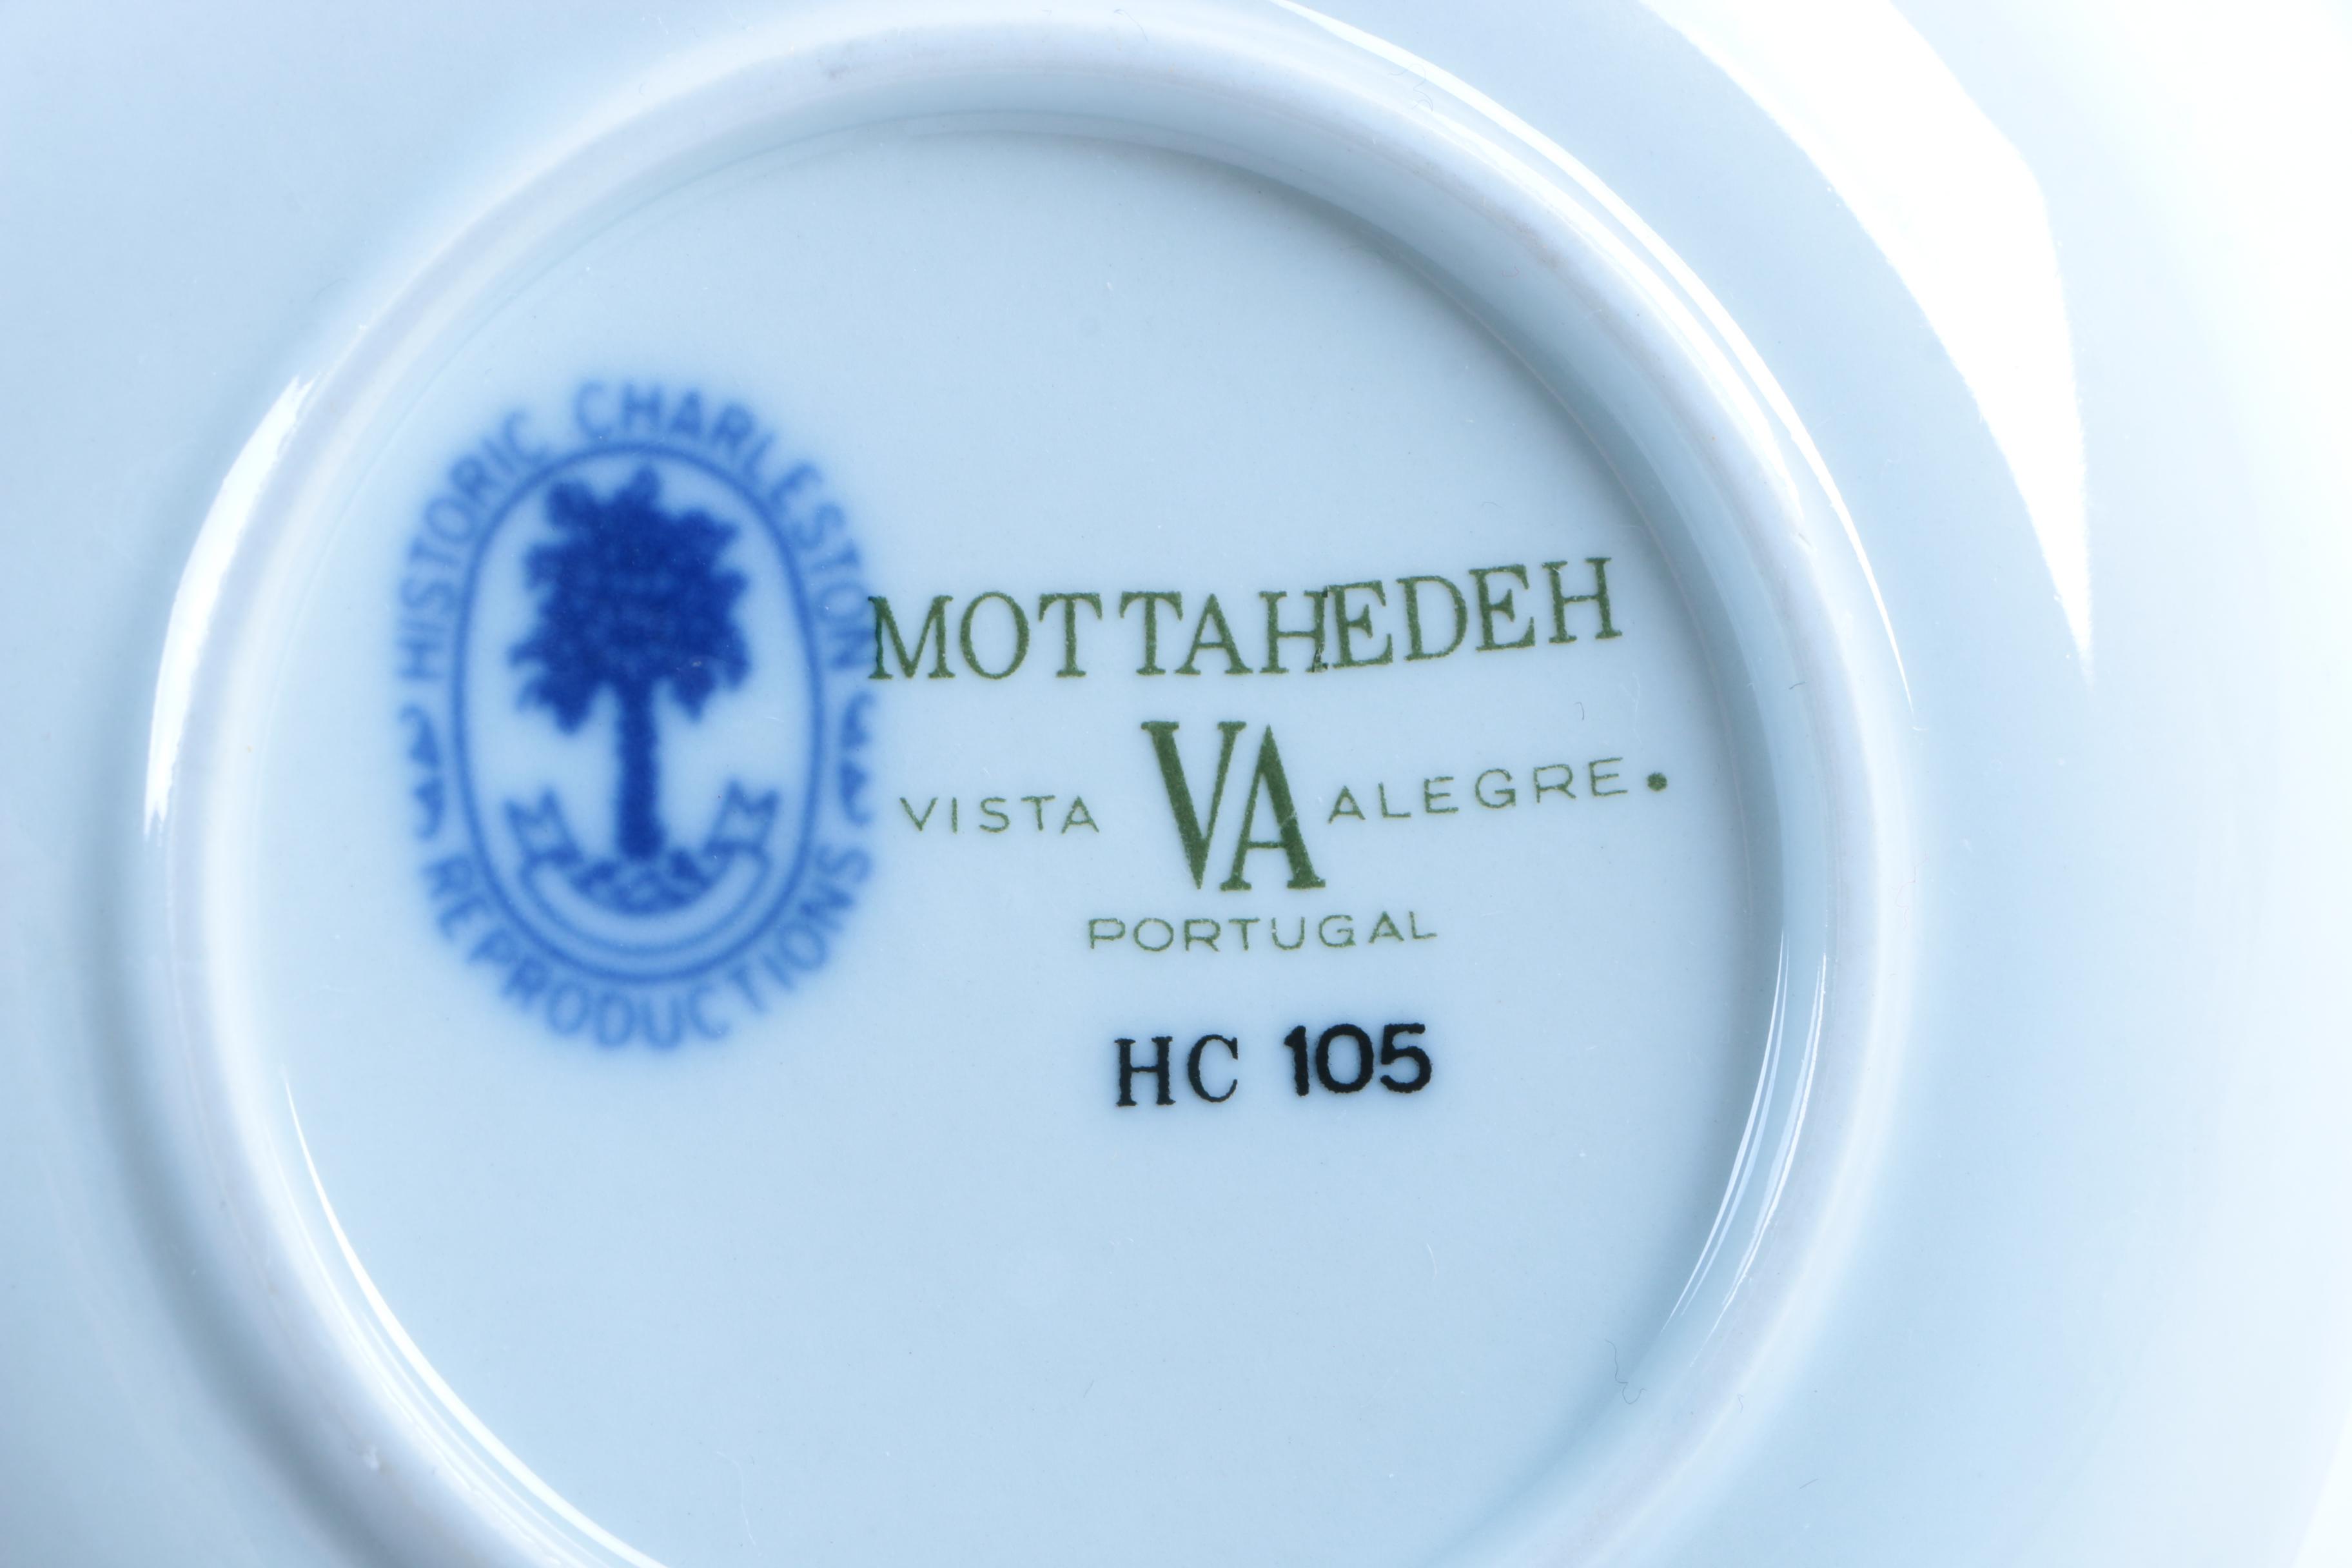 HISTORIC CHARLESTON
REPRODUCTIONS
MOTTAHEDEH
VISTA VA ALEGRE.
PORTUGAL
HC 105